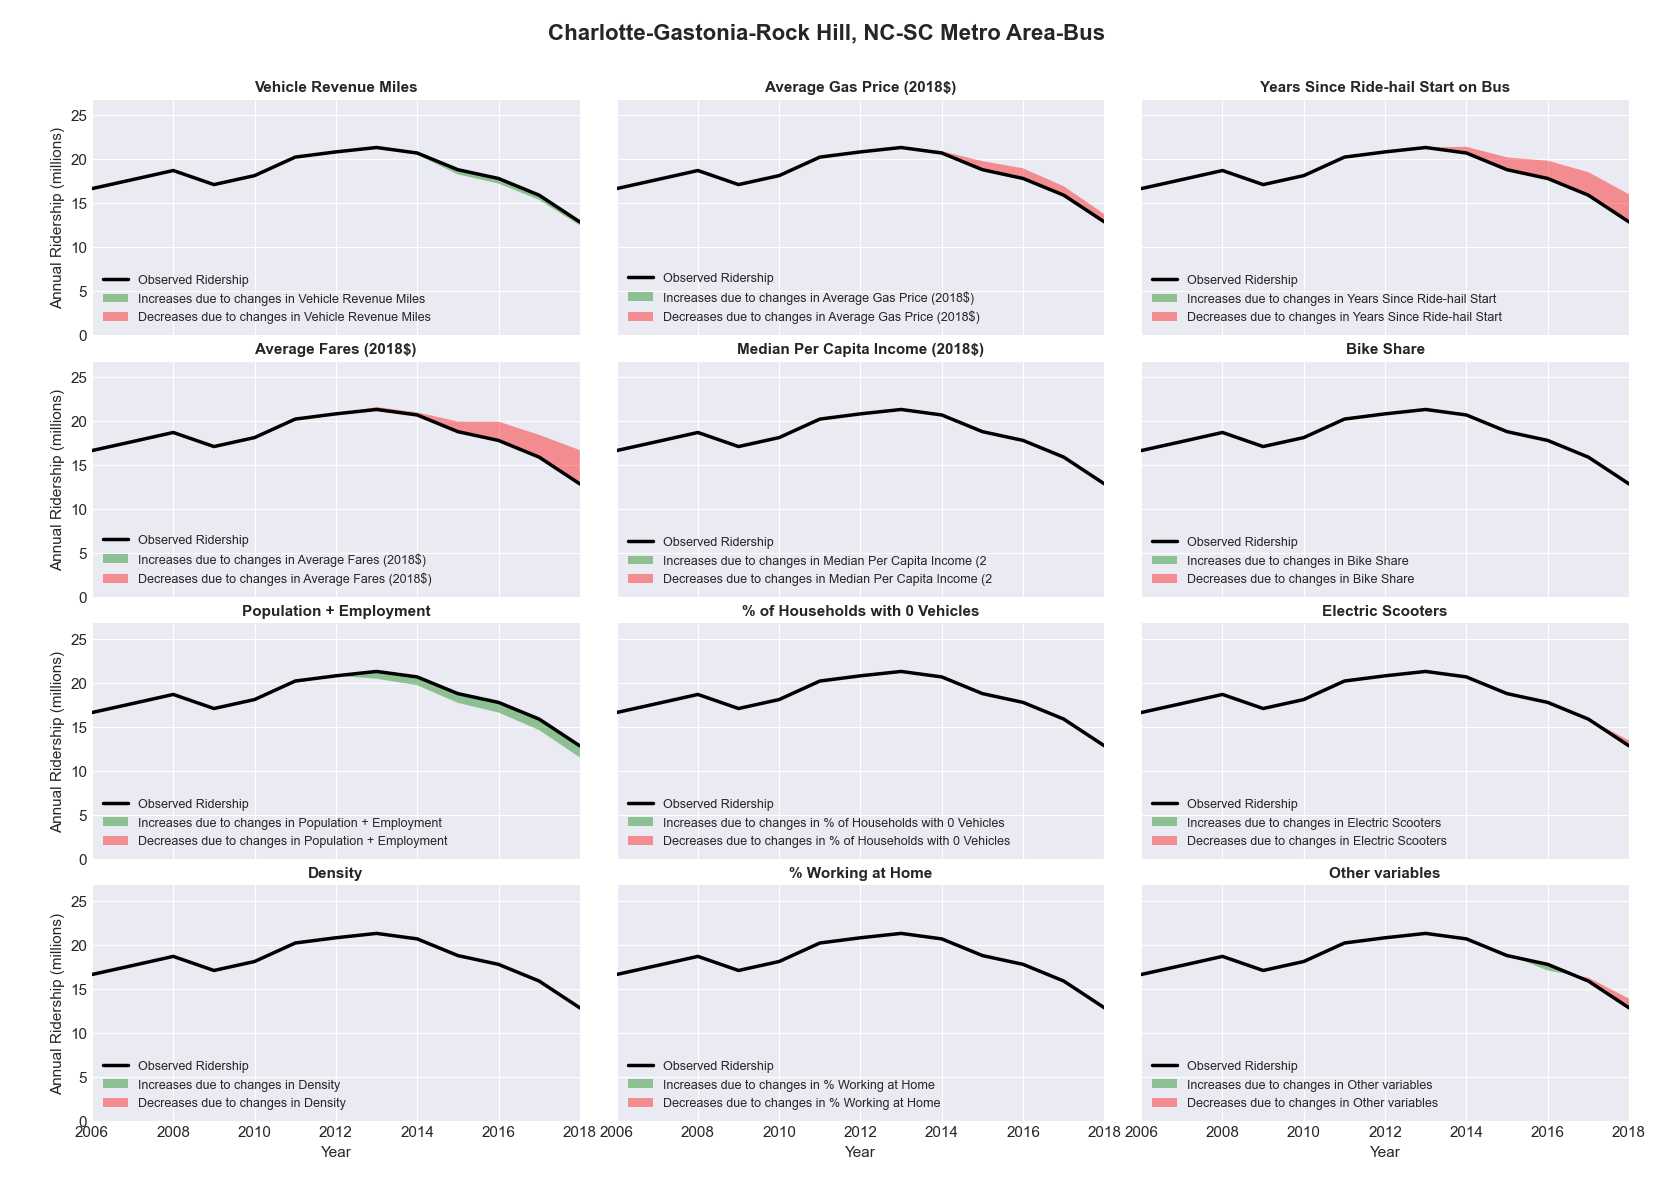 Charlotte-Gastonia-Rock Hill, NC-SC Metro Area-Bus
Vehicle Revenue Miles
Annual Ridership (millions)
25
20
15
10
5
0
Observed Ridership
Increases due to changes in Vehicle Revenue Miles
Decreases due to changes in Vehicle Revenue Miles
Average Gas Price (2018$)
Observed Ridership
Increases due to changes in Average Gas Price (2018$)
Decreases due to changes in Average Gas Price (2018$)
Years Since Ride-hail Start on Bus
Observed Ridership
Increases due to changes in Years Since Ride-hail Start
Decreases due to changes in Years Since Ride-hail Start
Average Fares (2018$)
Annual Ridership (millions)
25
20
15
10
5
0
Observed Ridership
Increases due to changes in Average Fares (2018$)
Decreases due to changes in Average Fares (2018$)
Median Per Capita Income (2018$)
Observed Ridership
Increases due to changes in Median Per Capita Income (2
Decreases due to changes in Median Per Capita Income (2
Bike Share
Observed Ridership
Increases due to changes in Bike Share
Decreases due to changes in Bike Share
Population + Employment
Annual Ridership (millions)
25
20
15
10
5
0
Observed Ridership
Increases due to changes in Population + Employment
Decreases due to changes in Population + Employment
% of Households with 0 Vehicles
Observed Ridership
Increases due to changes in % of Households with 0 Vehicles
Decreases due to changes in % of Households with 0 Vehicles
Electric Scooters
Observed Ridership
Increases due to changes in Electric Scooters
Decreases due to changes in Electric Scooters
Density
Annual Ridership (millions)
25
20
15
10
5
0
Observed Ridership
Increases due to changes in Density
Decreases due to changes in Density
2006 2008 2010 2012 2014 2016 2018
Year
% Working at Home
Observed Ridership
Increases due to changes in % Working at Home
Decreases due to changes in % Working at Home
2006 2008 2010 2012 2014 2016 2018
Year
Other variables
Observed Ridership
Increases due to changes in Other variables
Decreases due to changes in Other variables
2006 2008 2010 2012 2014 2016 2018
Year